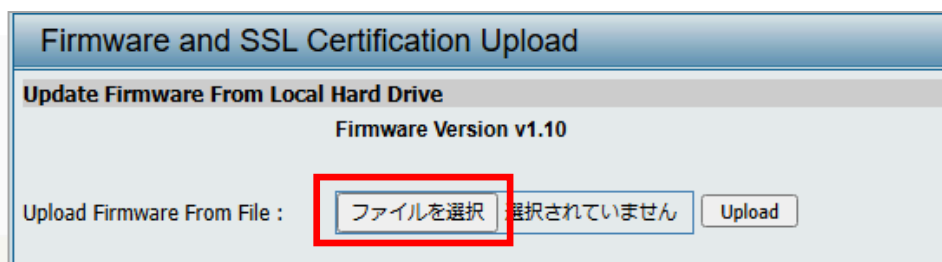 Firmware and SSL Certification Upload
Update Firmware From Local Hard Drive
Firmware Version v1.10
Upload Firmware From File : ファイルを選択 選択されていません Upload